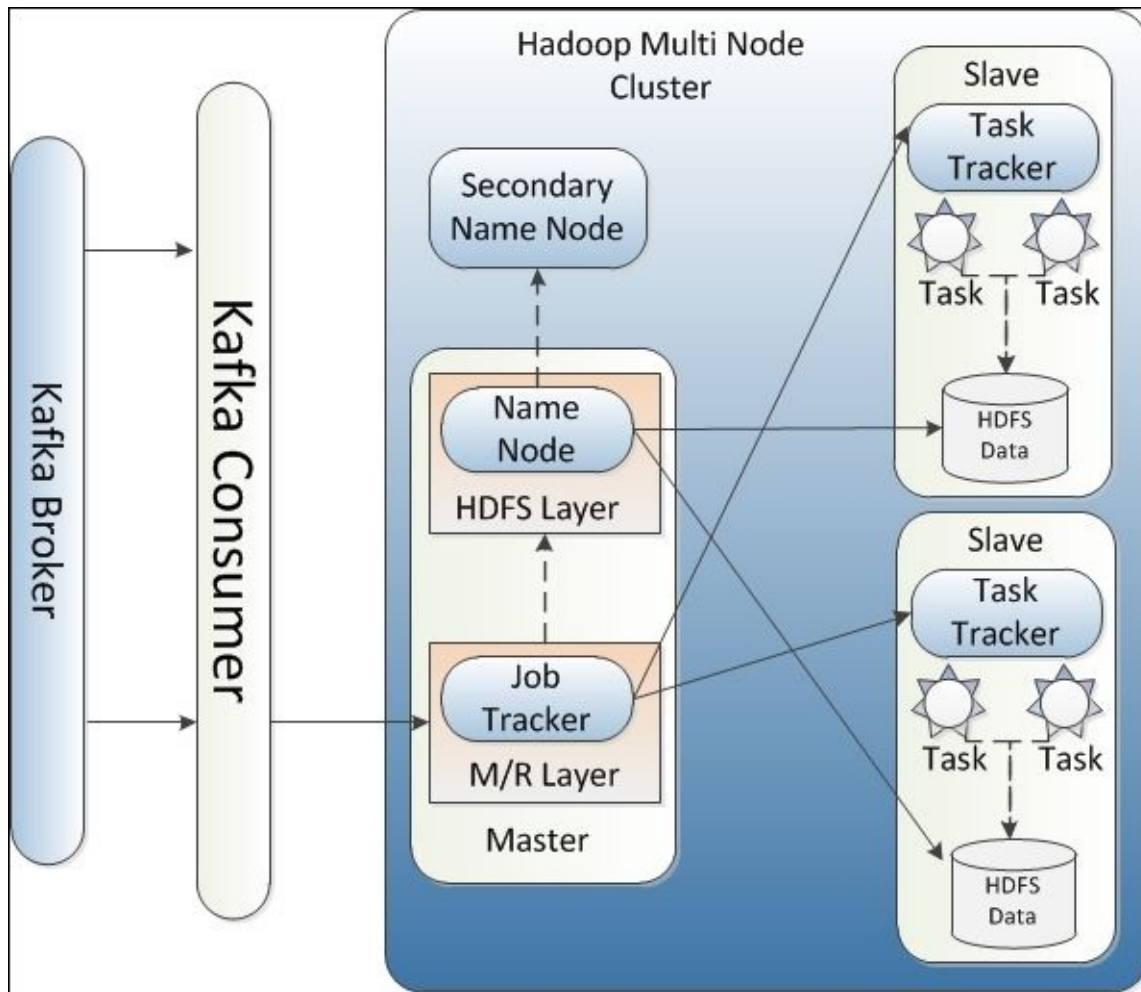 Kafka Broker
Kafka Consumer
Hadoop Multi Node
Cluster
Secondary
Name Node
Name
Node
HDFS Layer
Job
Tracker
M/R Layer
Master
Slave
Task
Tracker
Task
Task
HDFS
Data
Slave
Task
Tracker
Task
Task
HDFS
Data